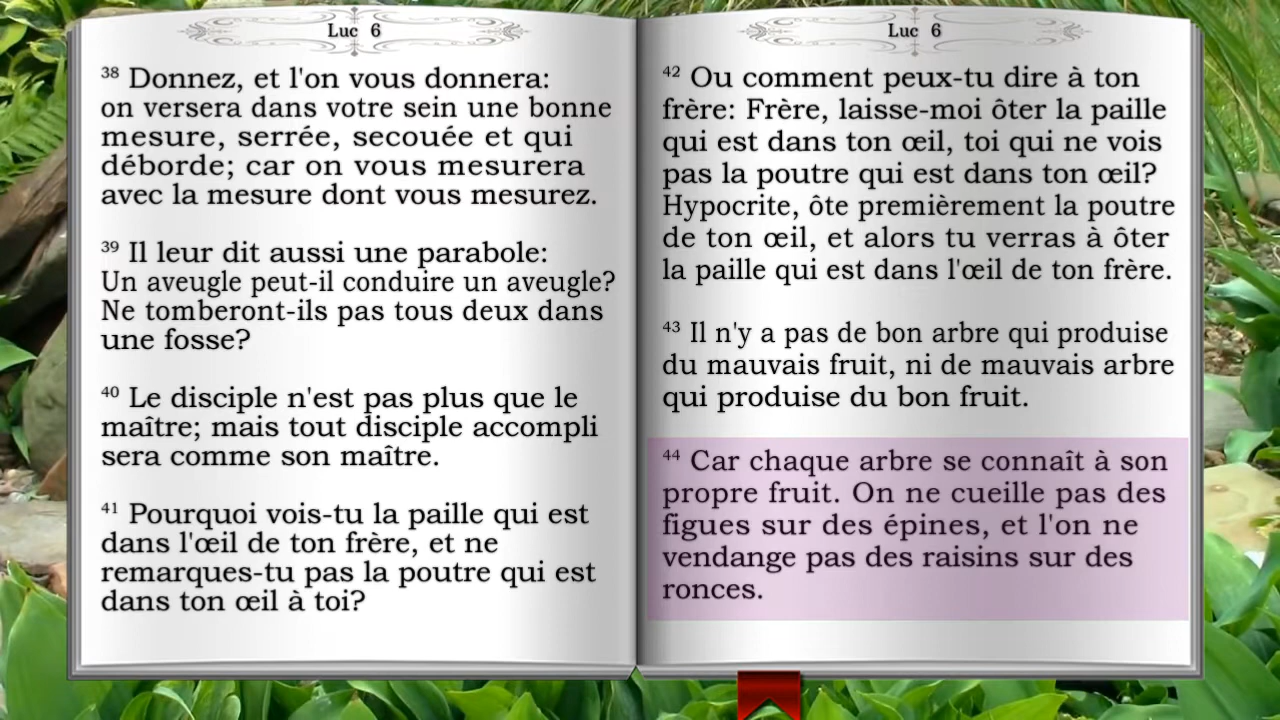 Luc 6
38 Donnez, et l'on vous donnera:
on versera dans votre sein une bonne
mesure, serrée, secouée et qui
déborde; car on vous mesurera
avec la mesure dont vous mesurez.
39 Il leur dit aussi une parabole:
Un aveugle peut-il conduire un aveugle?
Ne tomberont-ils pas tous deux dans
une fosse?
40 Le disciple n'est pas plus que le
maître; mais tout disciple accompli
sera comme son maître.
41 Pourquoi vois-tu la paille qui est
dans l'œil de ton frère, et ne
remarques-tu pas la poutre qui est
dans ton œil à toi?
Luc 6
42 Ou comment peux-tu dire à ton
frère: Frère, laisse-moi ôter la paille
qui est dans ton œil, toi qui ne vois
pas la poutre qui est dans ton œil?
Hypocrite, ôte premièrement la poutre
de ton œil, et alors tu verras à ôter
la paille qui est dans l'œil de ton frère.
43 Il n'y a pas de bon arbre qui produise
du mauvais fruit, ni de mauvais arbre
qui produise du bon fruit.
44 Car chaque arbre se connaît à son
propre fruit. On ne cueille pas des
figues sur des épines, et l'on ne
vendange pas des raisins sur des
ronces.